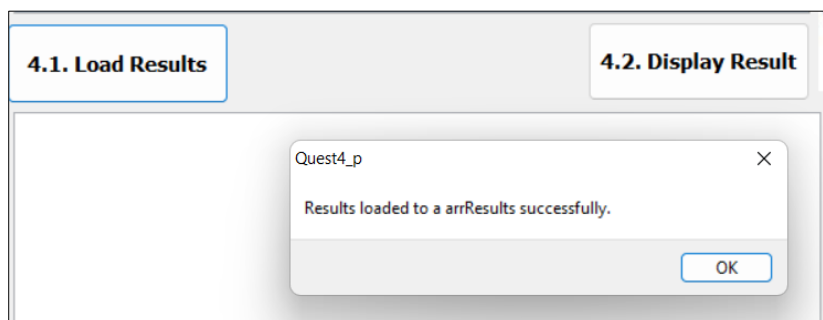 4.1. Load Results
4.2. Display Result
Quest4_p
Results loaded to a arrResults successfully.
OK